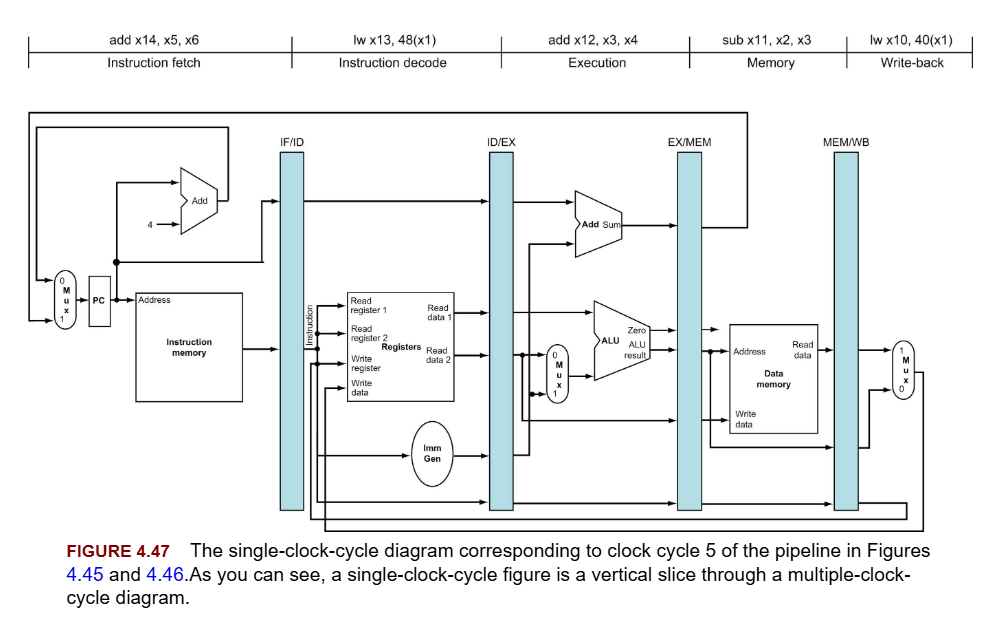 add x14, x5, x6
lw x13, 48(x1)
add x12, x3, x4
sub x11, x2, x3
lw x10, 40(x1)
Instruction fetch
Instruction decode
Execution
Memory
Write-back
IF/ID
ID/EX
EX/MEM
MEM/WB
Add
4
Add Sum
0
M
u
x
1
PC
Address
Instruction
memory
Instruction
Read
register 1
Read
register 2
Write
register
Write
data
Registers
Read
data 1
Read
data 2
Imm
Gen
0
M
u
x
1
ALU
Zero
ALU
result
Address
Write
data
Data
memory
Read
data
1
M
u
x
0
FIGURE 4.47 The single-clock-cycle diagram corresponding to clock cycle 5 of the pipeline in Figures
4.45 and 4.46.As you can see, a single-clock-cycle figure is a vertical slice through a multiple-clock-
cycle diagram.